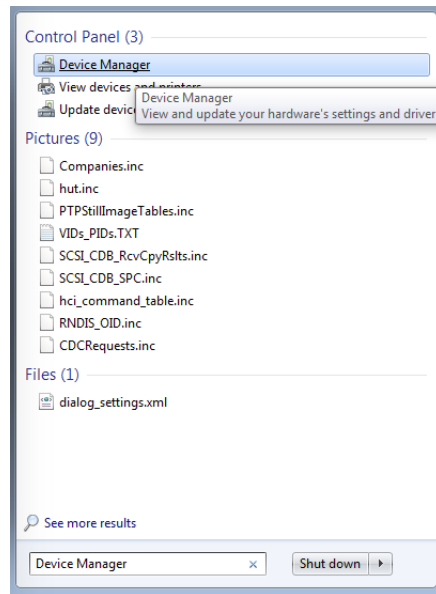 Control Panel (3)
Device Manager
View devices and printers
Update devic
Device Manager
View and update your hardware's settings and driver
Pictures (9)
Companies.inc
hut.inc
PTPStillImageTables.inc
VIDs_PIDs.TXT
SCSI_CDB_RcvCpyRslts.inc
SCSI_CDB_SPC.inc
hci_command_table.inc
RNDIS_OID.inc
CDCRequests.inc
Files (1)
dialog_settings.xml
See more results
Device Manager
Shut down